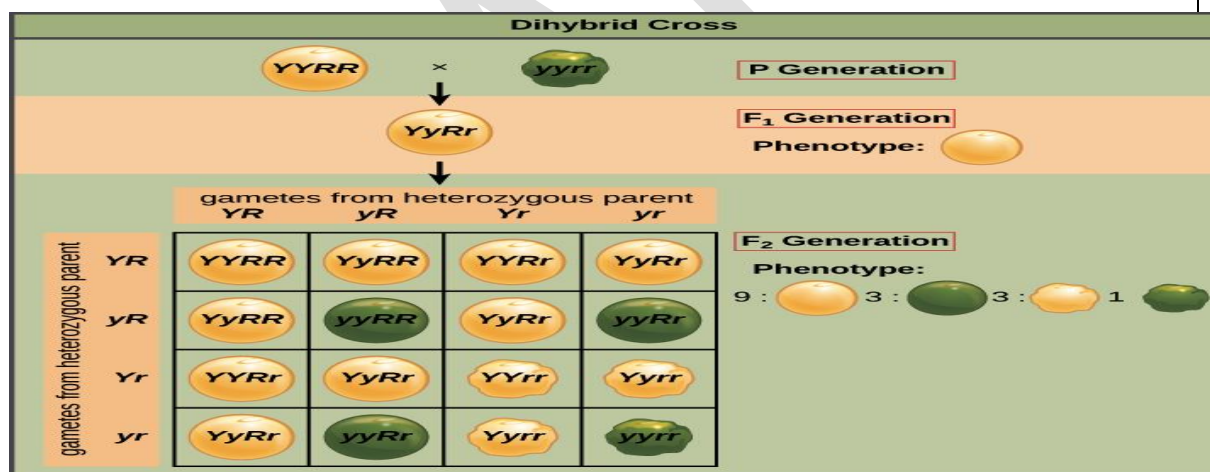 Dihybrid Cross
YYRR × yyrr P Generation
YyRr F₁ Generation
Phenotype:
gametes from heterozygous parent
YR yR Yr yr
gametes from heterozygous parent
YR YYRR YyRR YYRr YyRr
yR YyRR yyRR YyRr yyRr
Yr YYRr YyRr YYrr Yyrr
yr YyRr yyRr Yyrr yyrr
F₂ Generation
Phenotype:
9 : 3 : 3 : 1